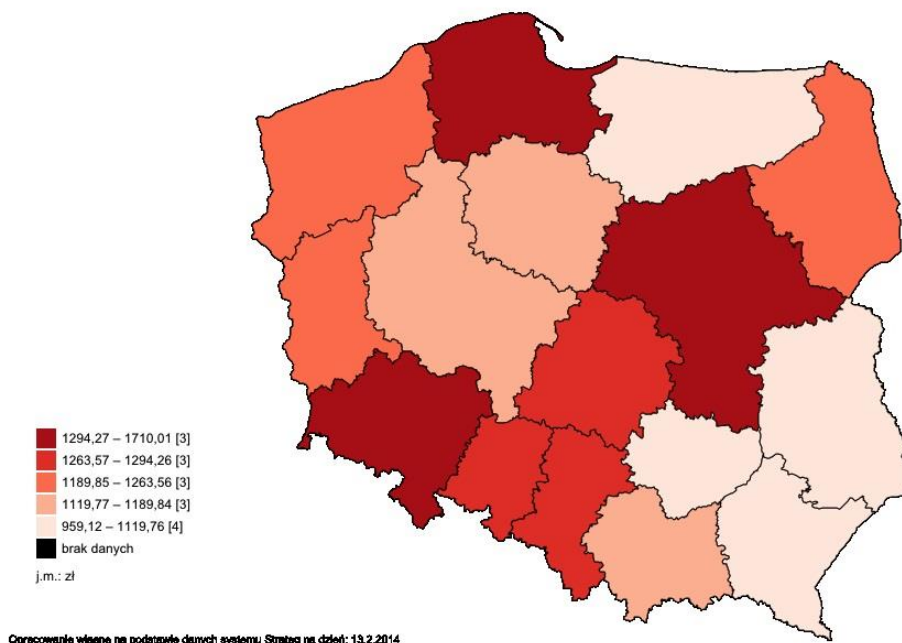 1294,27 – 1710,01 [3]
1263,57 – 1294,26 [3]
1189,85 – 1263,56 [3]
1119,77 – 1189,84 [3]
959,12 – 1119,76 [4]
brak danych
j.m.: zł
Opracowanie własne na podstawie danych systemu Strateg na dzień: 13.2.2014